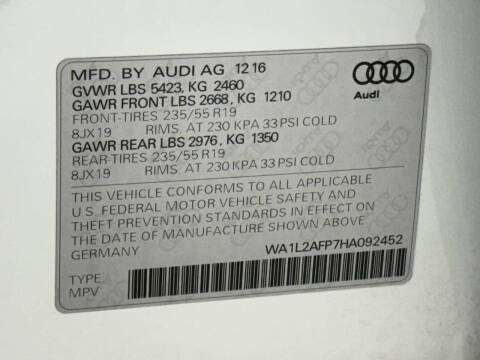 MFD. BY AUDI AG 12 16
GVWR LBS 5423, KG 2460
GAWR FRONT LBS 2668, KG 1210
FRONT-TIRES 235/55 R19
8JX19 RIMS, AT 230 KPA 33 PSI COLD
GAWR REAR LBS 2976, KG 1350
REAR-TIRES 235/55 R19
8JX19 RIMS, AT 230 KPA 33 PSI COLD
Audi
THIS VEHICLE CONFORMS TO ALL APPLICABLE
U.S. FEDERAL MOTOR VEHICLE SAFETY AND
THEFT PREVENTION STANDARDS IN EFFECT ON
THE DATE OF MANUFACTURE SHOWN ABOVE
GERMANY
WA1L2AFP7HA092452
TYPE
MPV